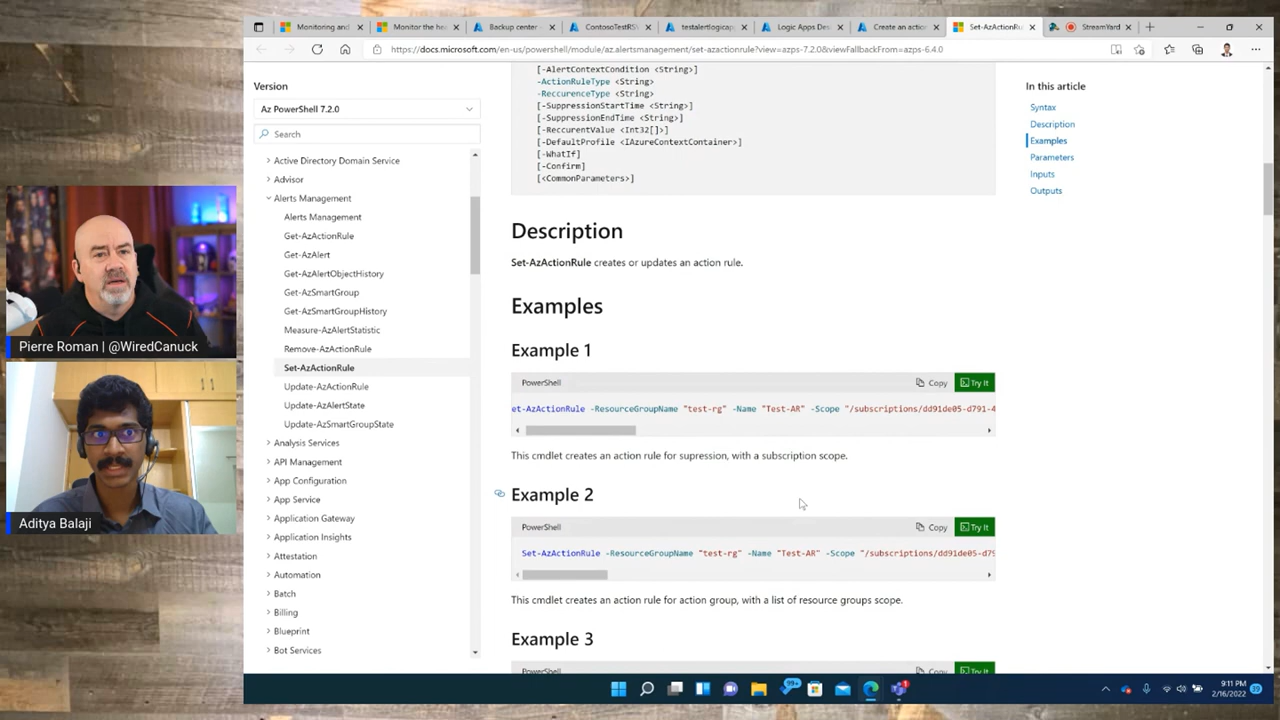 Monitoring and
Monitor the he
Backup center
ContosoTestRS
testalertlogicap
Logic Apps Des
Create an actio
Set-AzActionRu
StreamYard
https://docs.microsoft.com/en-us/powershell/module/az.alertsmanagement/set-azactionrule?view=azps-7.2.0&viewFallbackFrom=azps-6.4.0
Version
Az PowerShell 7.2.0
Search
Active Directory Domain Service
Advisor
Alerts Management
Alerts Management
Get-AzActionRule
Get-AzAlert
Get-AzAlertObjectHistory
Get-AzSmartGroup
Get-AzSmartGroupHistory
Measure-AzAlertStatistic
Remove-AzActionRule
Set-AzActionRule
Update-AzActionRule
Update-AzAlertState
Update-AzSmartGroupState
Analysis Services
API Management
App Configuration
App Service
Application Gateway
Application Insights
Attestation
Automation
Batch
Billing
Blueprint
Bot Services
[-AlertContextCondition <String>]
-ActionRuleType <String>
-ReccurenceType <String>
[-SuppressionStartTime <String>]
[-SuppressionEndTime <String>]
[-ReccurentValue <Int32[]>]
[-DefaultProfile <IAzureContextContainer>]
[-WhatIf]
[-Confirm]
[<CommonParameters>]
Description
Set-AzActionRule creates or updates an action rule.
Examples
Example 1
PowerShell
Copy
Try It
et-AzActionRule -ResourceGroupName "test-rg" -Name "Test-AR" -Scope "/subscriptions/dd91de05-d791-4
This cmdlet creates an action rule for supression, with a subscription scope.
Example 2
PowerShell
Copy
Try It
Set-AzActionRule -ResourceGroupName "test-rg" -Name "Test-AR" -Scope "/subscriptions/dd91de05-d79
This cmdlet creates an action rule for action group, with a list of resource groups scope.
Example 3
PowerShell
Copy
Try It
In this article
Syntax
Description
Examples
Parameters
Inputs
Outputs
Pierre Roman | @WiredCanuck
Aditya Balaji
99+
9:11 PM
2/16/2022